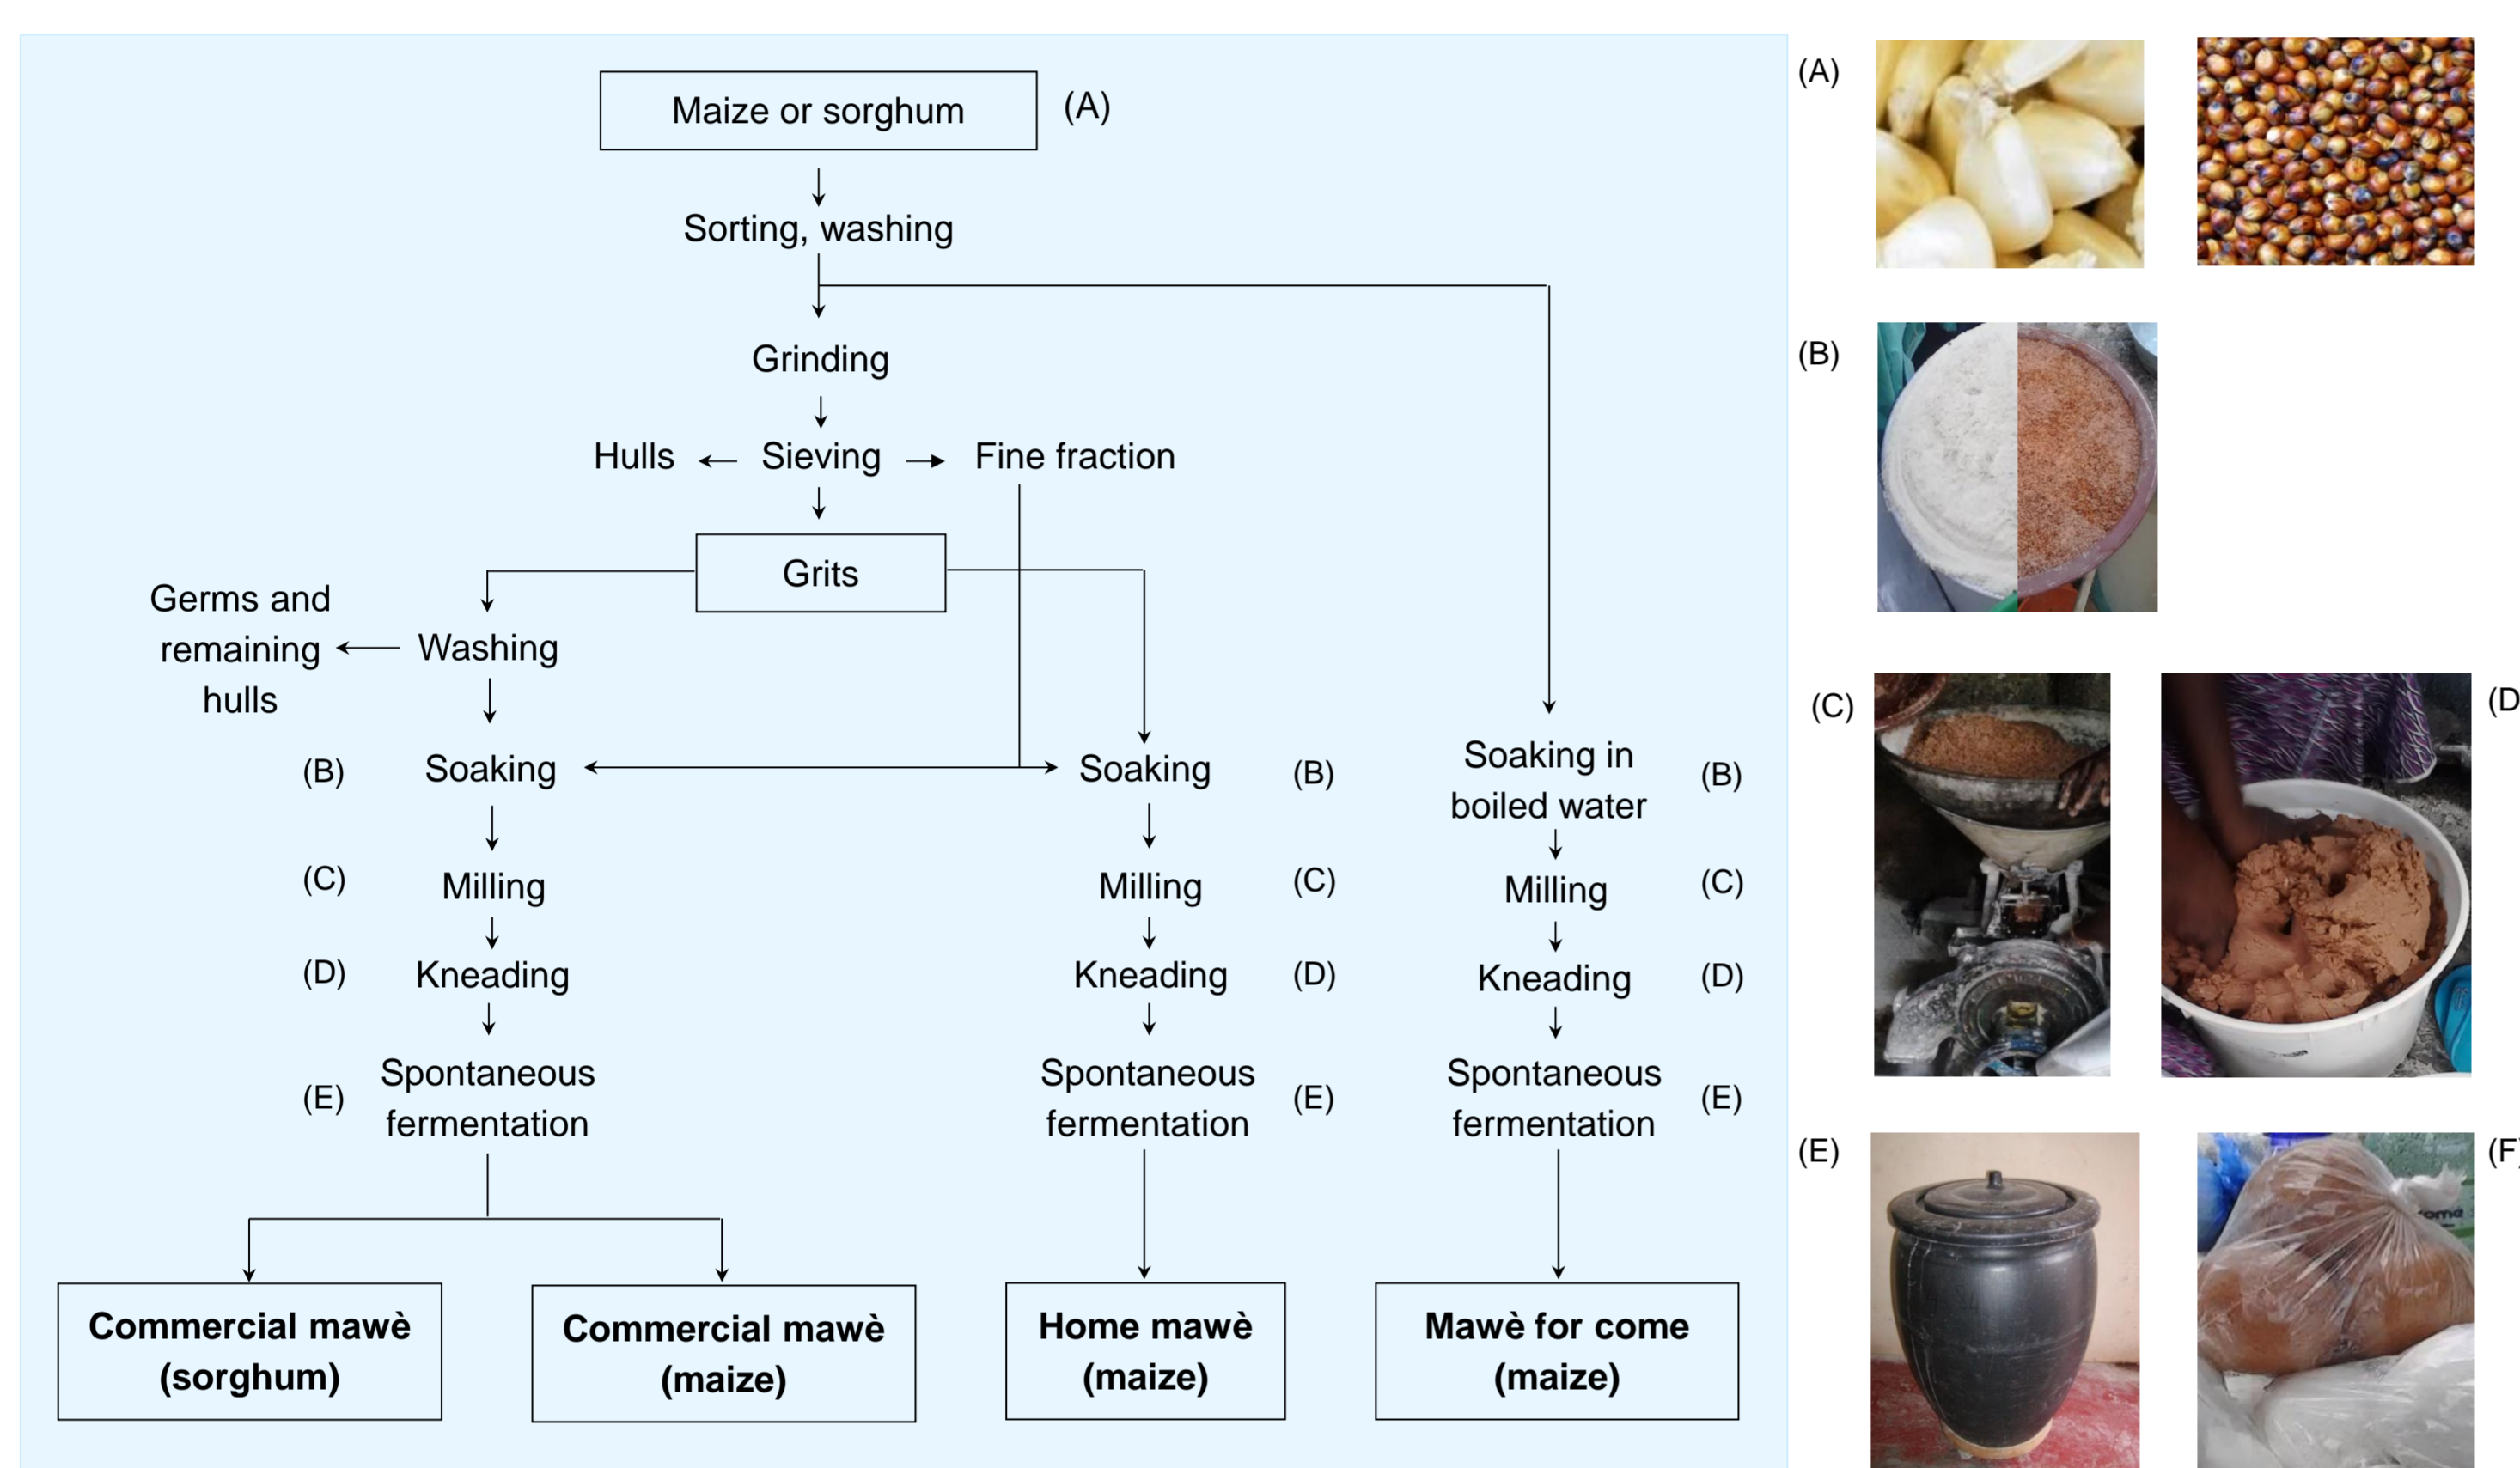 Maize or sorghum
(A)
Sorting, washing
Grinding
Hulls
Sieving
Fine fraction
Grits
Germs and
remaining
hulls
Washing
(B)
Soaking
Soaking
(B)
Soaking in
boiled water
(B)
(C)
Milling
Milling
(C)
Milling
(C)
(D)
Kneading
Kneading
(D)
Kneading
(D)
(E)
Spontaneous
fermentation
Spontaneous
fermentation
(E)
Spontaneous
fermentation
(E)
Commercial mawè
(sorghum)
Commercial mawè
(maize)
Home mawè
(maize)
Mawè for come
(maize)
(A)
(B)
(C)
(D
(E)
(F